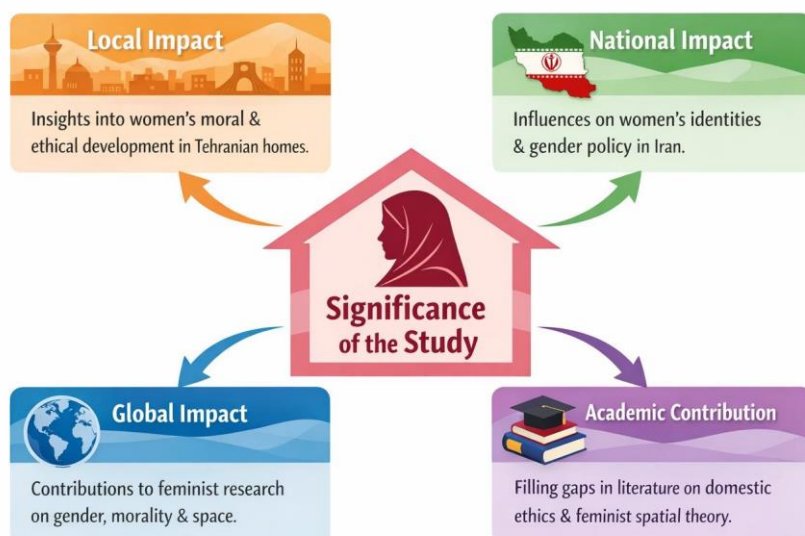 Local Impact
Insights into women's moral &
ethical development in Tehranian homes.
National Impact
Influences on women's identities
& gender policy in Iran.
Significance
of the Study
Global Impact
Contributions to feminist research
on gender, morality & space.
Academic Contribution
Filling gaps in literature on domestic
ethics & feminist spatial theory.